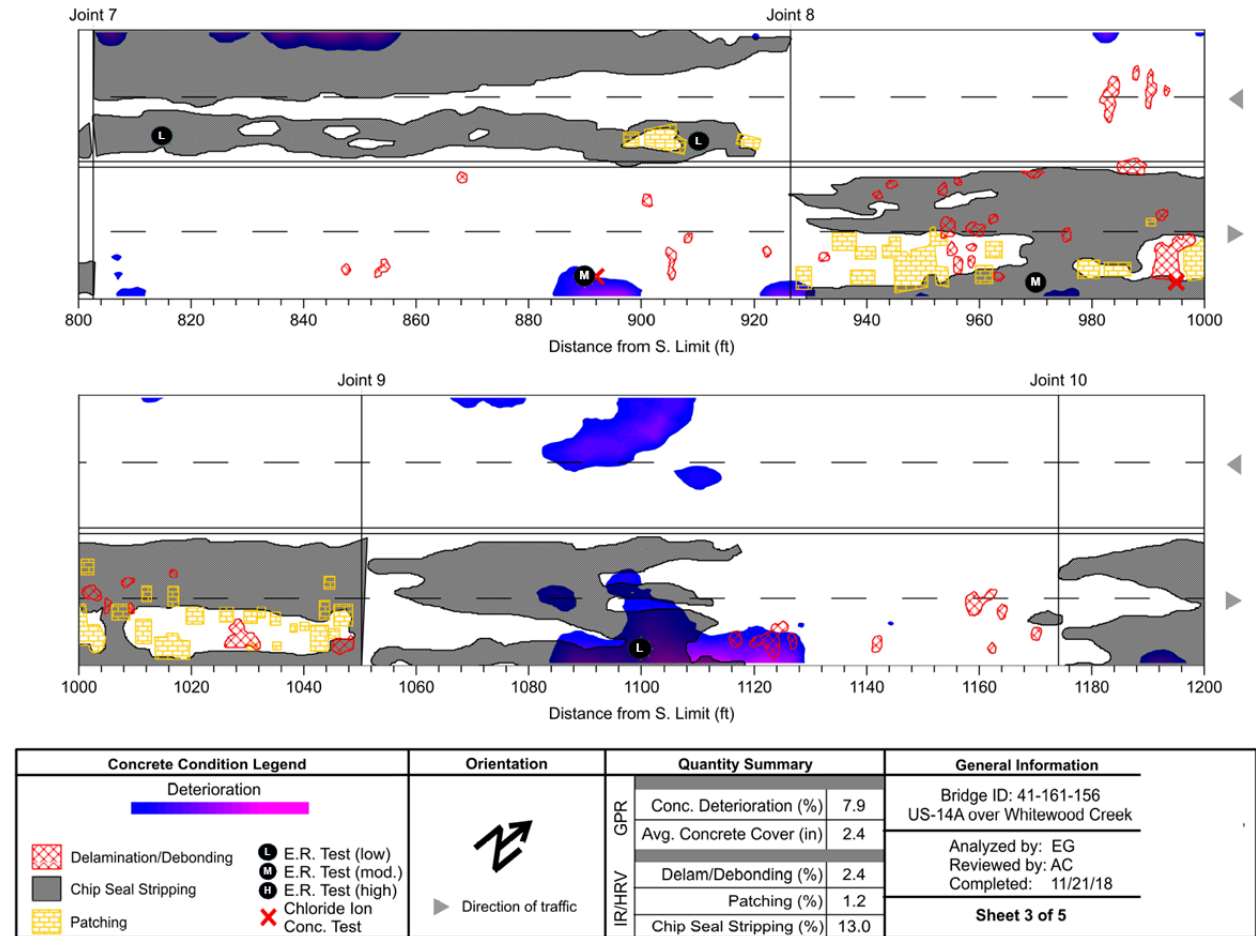 Joint 7
Joint 8
L
L
M
M
800
820
840
860
880
900
920
940
960
980
1000
Distance from S. Limit (ft)
Joint 9
Joint 10
L
1000
1020
1040
1060
1080
1100
1120
1140
1160
1180
1200
Distance from S. Limit (ft)
Concrete Condition Legend
Deterioration
Delamination/Debonding
Chip Seal Stripping
Patching
L E.R. Test (low)
M E.R. Test (mod.)
H E.R. Test (high)
Chloride Ion
Conc. Test
Orientation
N
Direction of traffic
Quantity Summary
GPR
Conc. Deterioration (%) 7.9
Avg. Concrete Cover (in) 2.4
IR/HRV
Delam/Debonding (%) 2.4
Patching (%) 1.2
Chip Seal Stripping (%) 13.0
General Information
Bridge ID: 41-161-156
US-14A over Whitewood Creek
Analyzed by: EG
Reviewed by: AC
Completed: 11/21/18
Sheet 3 of 5